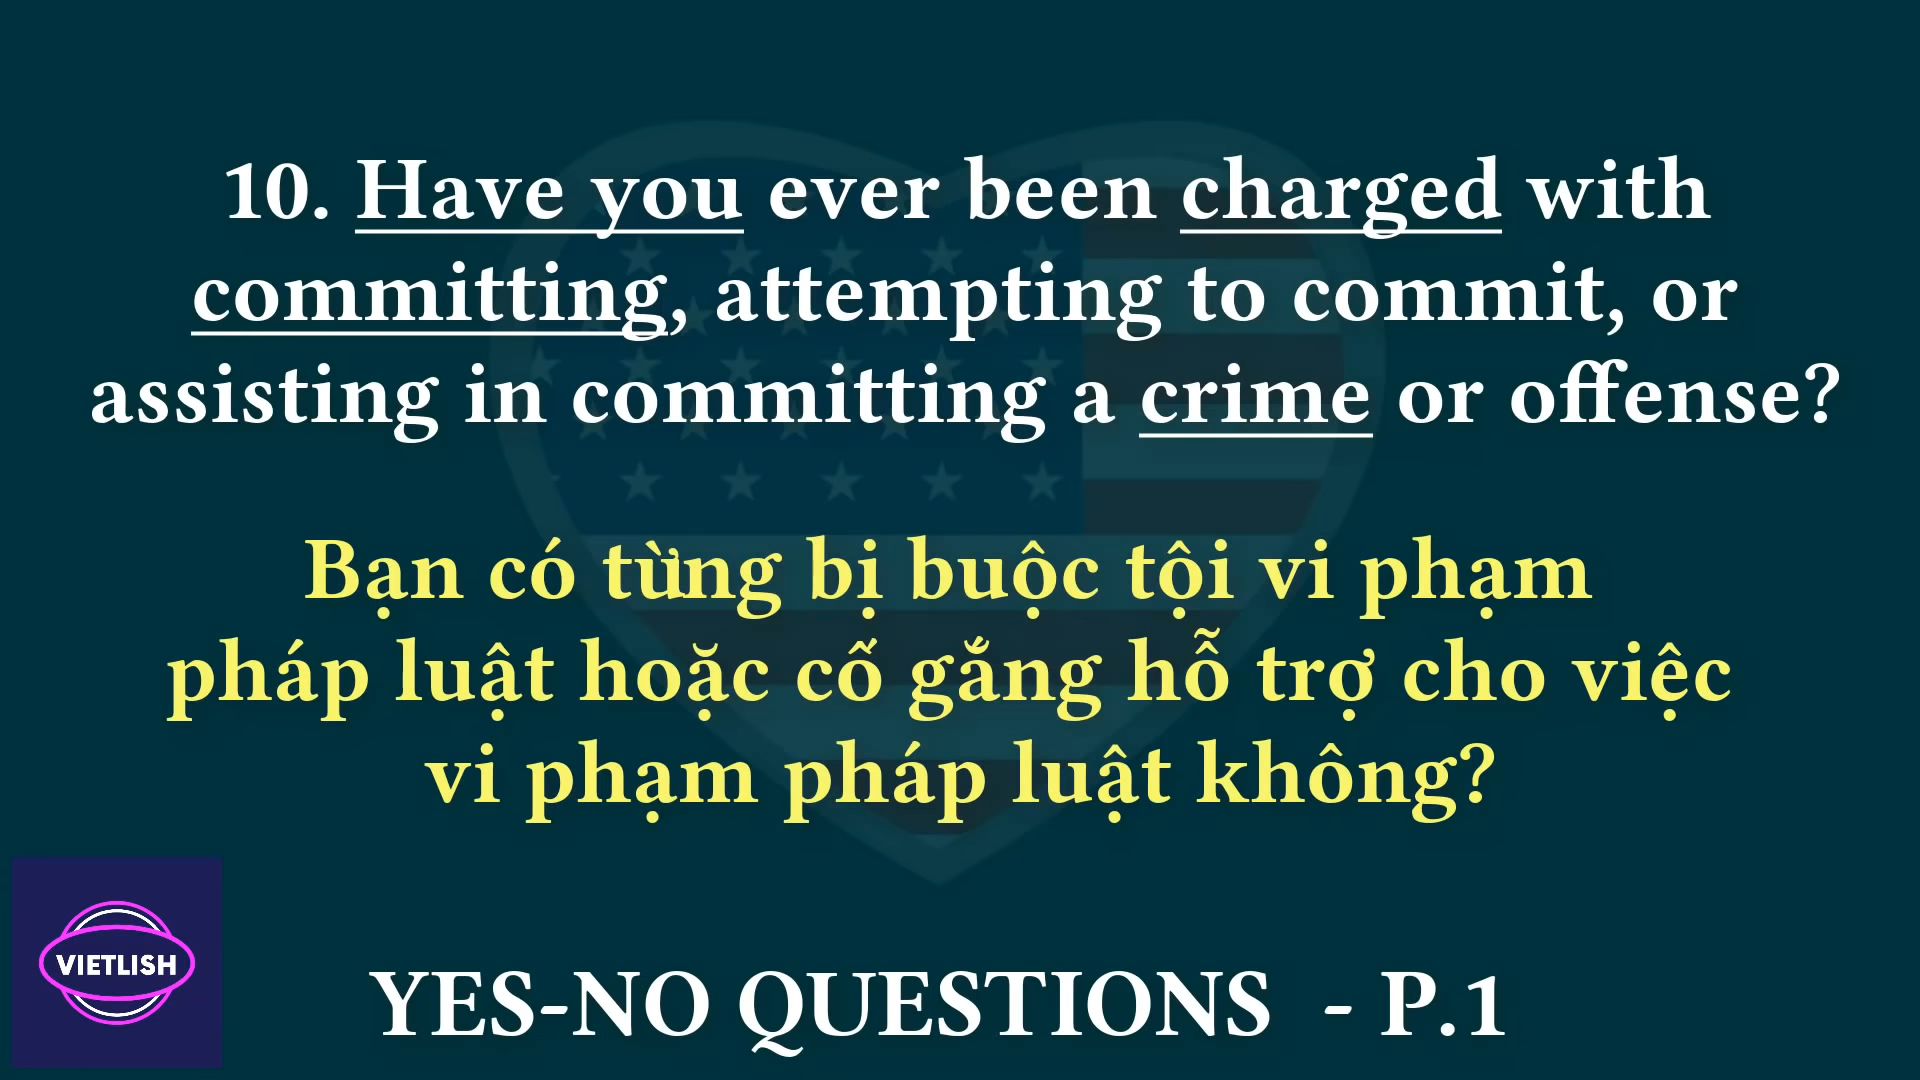 10. Have you ever been charged with
committing, attempting to commit, or
assisting in committing a crime or offense?
Bạn có từng bị buộc tội vi phạm
pháp luật hoặc cố gắng hỗ trợ cho việc
vi phạm pháp luật không?
VIETLISH
YES-NO QUESTIONS - P.1